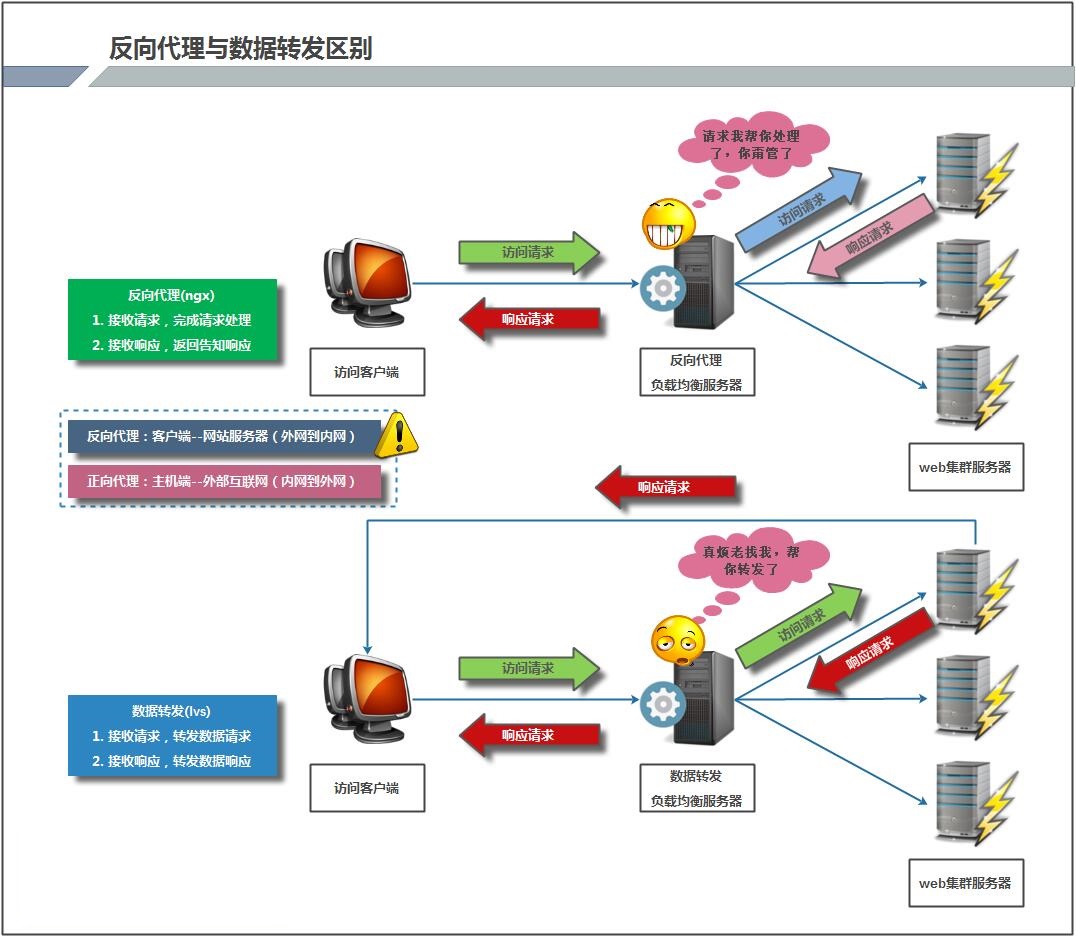 反向代理与数据转发区别
请求我帮你处理
了，你甭管了
访问请求
响应请求
访问请求
响应请求
反向代理(ngx)
1. 接收请求，完成请求处理
2. 接收响应，返回告知响应
访问客户端
反向代理
负载均衡服务器
web集群服务器
反向代理：客户端--网站服务器（外网到内网）
正向代理：主机端--外部互联网（内网到外网）
响应请求
真烦老找我，帮
你转发了
访问请求
响应请求
访问请求
响应请求
数据转发(lvs)
1. 接收请求，转发数据请求
2. 接收响应，转发数据响应
访问客户端
数据转发
负载均衡服务器
web集群服务器